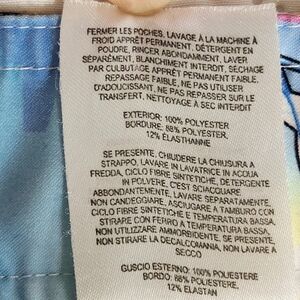 FERMER LES POCHES, LAVAGE À LA MACHINE À
FROID APPRÊT PERMANENT, DÉTERGENT EN
POUDRE, RINCER ABONDAMMENT, LAVER
SÉPARÉMENT, BLANCHIMENT INTERDIT, SÉCHAGE
PAR CULBUTAGE APPRÊT PERMANENT FAIBLE,
REPASSAGE FAIBLE, NE PAS UTILISER
D'ADOUCISSANT, NE PAS REPASSER SUR LE
TRANSFERT, NETTOYAGE À SEC INTERDIT
EXTERIOR: 100% POLYESTER
BORDURE: 88% POLYESTER,
12% ÉLASTHANNE
SE PRESENTE, CHIUDERE LA CHIUSURA A
STRAPPO, LAVARE IN LAVATRICE IN ACQUA
FREDDA, CICLO FIBRE SINTETICHE, DETERGENTE
IN POLVERE, C'EST SCIACQUARE
ABBONDANTEMENTE, LAVARE SEPARATAMENTE,
NON CANDEGGIARE, ASCIUGARE A TAMBURO CON
CICLO FIBRE SINTETICHE E TEMPERATURA BASSA,
STIRARE CON FERRO A TEMPERATURA BASSA,
NON UTILIZZARE AMMORBIDENTE, SE PRESENTE,
NON STIRARE LA DECALCOMANIA, NON LAVARE A
SECCO
GUSCIO ESTERNO: 100% POLIESTERE
BORDO: 88% POLIESTERE,
12% ELASTAN